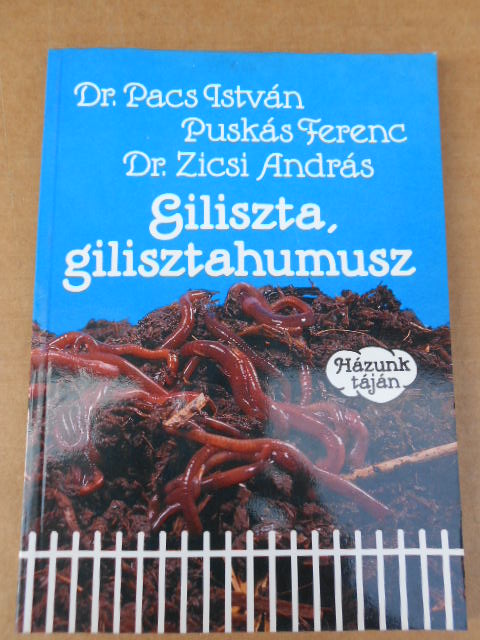 Dr. Pacs István
Puskás Ferenc
Dr. Zicsi András
Giliszta,
gilisztahumusz
Házunk
táján